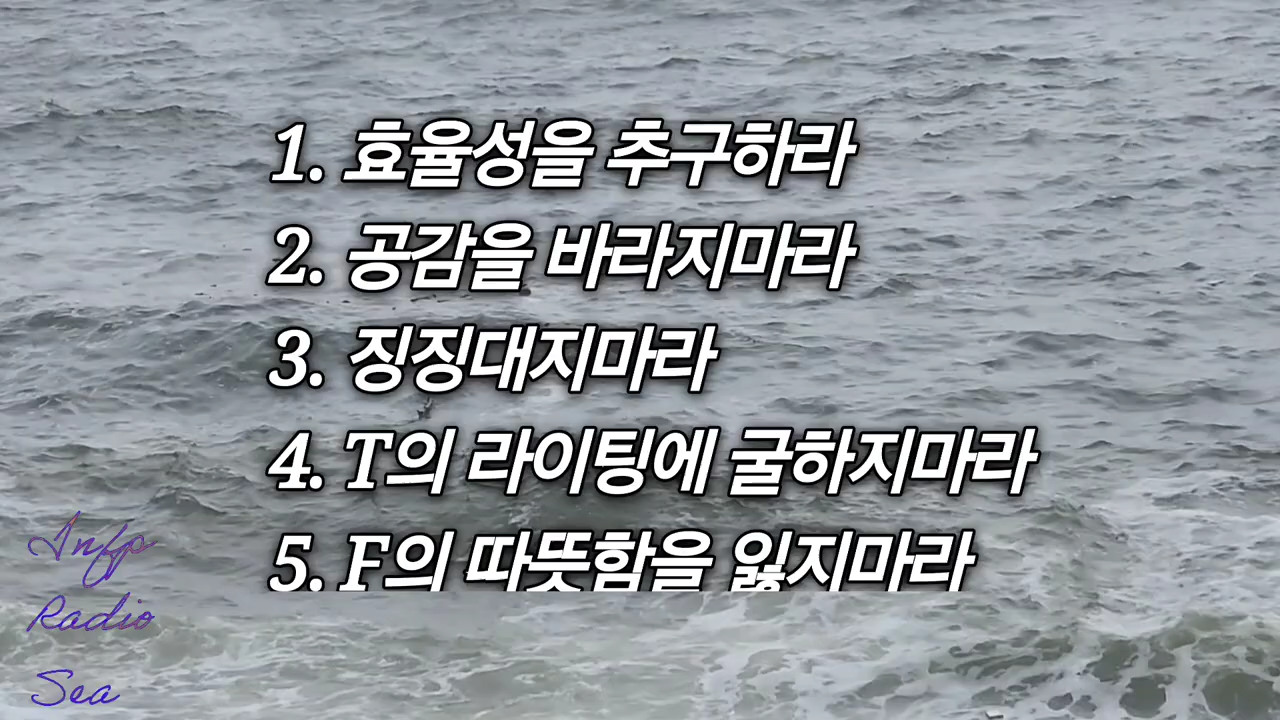 1. 효율성을 추구하라
2. 공감을 바라지마라
3. 징징대지마라
4. T의 라이팅에 굴하지마라
5. F의 따뜻함을 잃지마라
Infp
Radio
Sea